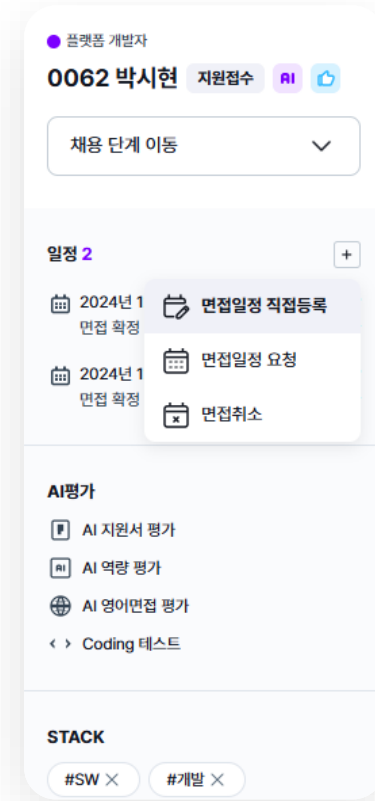 플랫폼 개발자
0062 박시현 지원접수 AI
채용 단계 이동
일정 2
+
2024년 1
면접 확정
2024년 1
면접 확정
면접일정 직접등록
면접일정 요청
면접취소
AI평가
AI 지원서 평가
AI AI 역량 평가
AI 영어면접 평가
Coding 테스트
STACK
#SW ×
#개발 ×